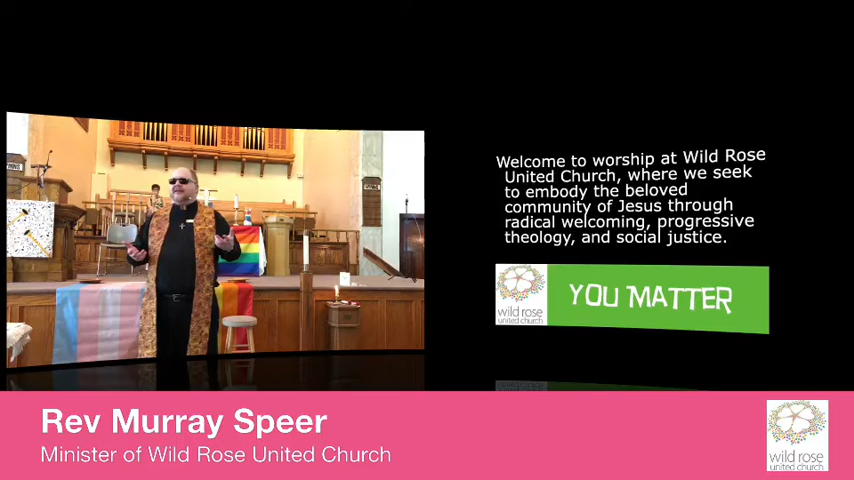 Welcome to worship at Wild Rose
United Church, where we seek
to embody the beloved
community of Jesus through
radical welcoming, progressive
theology, and social justice.
wild rose
united church
YOU MATTER
Rev Murray Speer
Minister of Wild Rose United Church
wild rose
united church